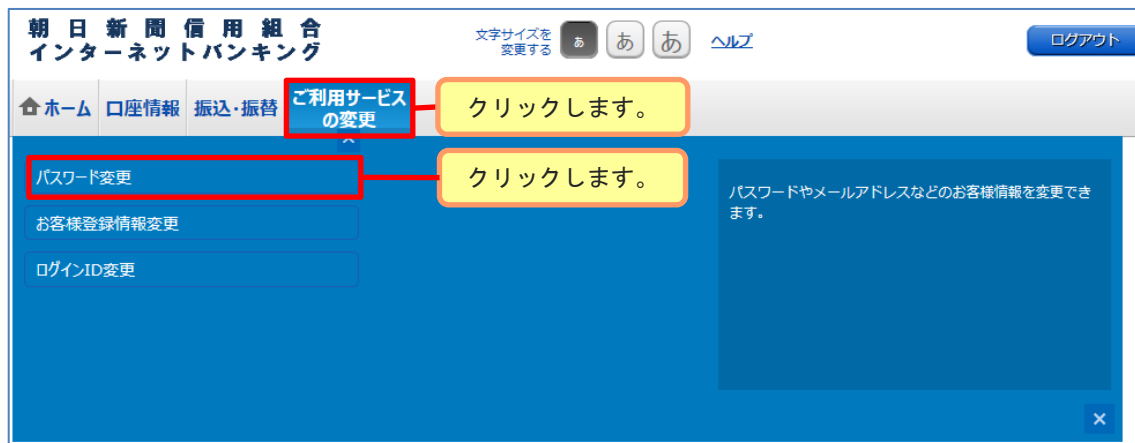 朝日新聞信用組合
インターネットバンキング
文字サイズを
変更する
あ
あ
あ
ヘルプ
ログアウト
ホーム
口座情報
振込・振替
ご利用サービス
の変更
クリックします。
パスワード変更
クリックします。
お客様登録情報変更
ログインID変更
パスワードやメールアドレスなどのお客様情報を変更でき
ます。